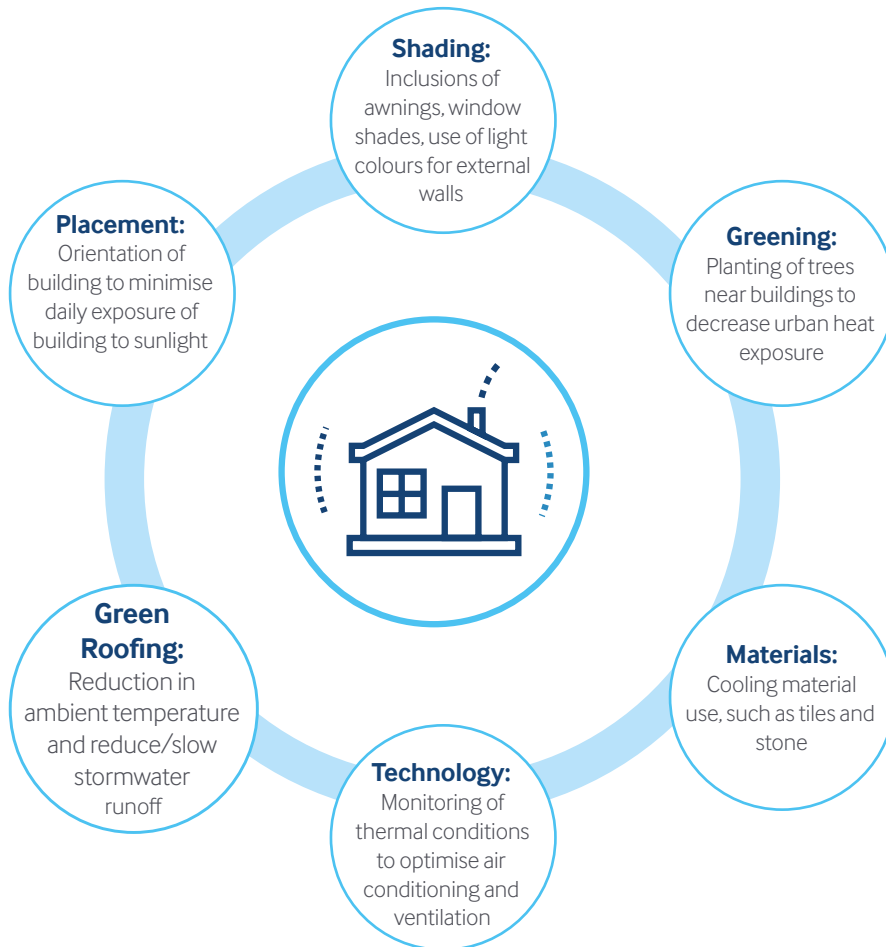 Shading:
Inclusions of
awnings, window
shades, use of light
colours for external
walls
Greening:
Planting of trees
near buildings to
decrease urban heat
exposure
Materials:
Cooling material
use, such as tiles and
stone
Technology:
Monitoring of
thermal conditions
to optimise air
conditioning and
ventilation
Green
Roofing:
Reduction in
ambient temperature
and reduce/slow
stormwater
runoff
Placement:
Orientation of
building to minimise
daily exposure of
building to sunlight